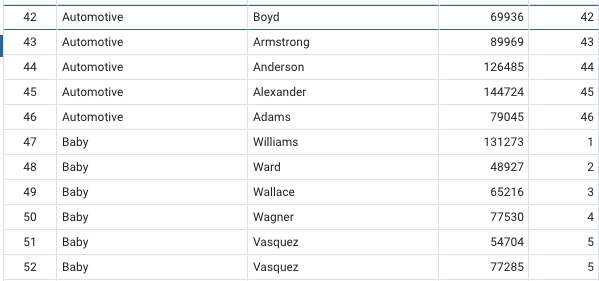 42 Automotive Boyd 69936 42
43 Automotive Armstrong 89969 43
44 Automotive Anderson 126485 44
45 Automotive Alexander 144724 45
46 Automotive Adams 79045 46
47 Baby Williams 131273 1
48 Baby Ward 48927 2
49 Baby Wallace 65216 3
50 Baby Wagner 77530 4
51 Baby Vasquez 54704 5
52 Baby Vasquez 77285 5